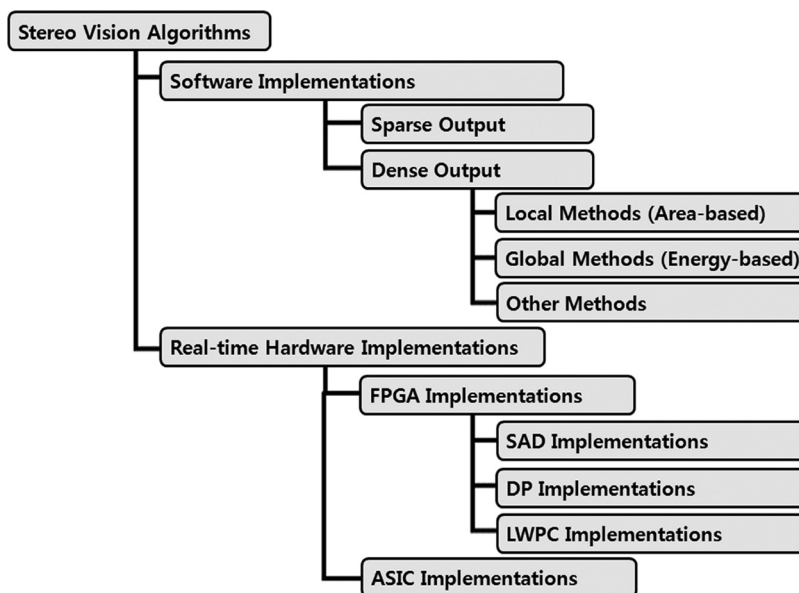 Stereo Vision Algorithms
Software Implementations
Sparse Output
Dense Output
Local Methods (Area-based)
Global Methods (Energy-based)
Other Methods
Real-time Hardware Implementations
FPGA Implementations
SAD Implementations
DP Implementations
LWPC Implementations
ASIC Implementations